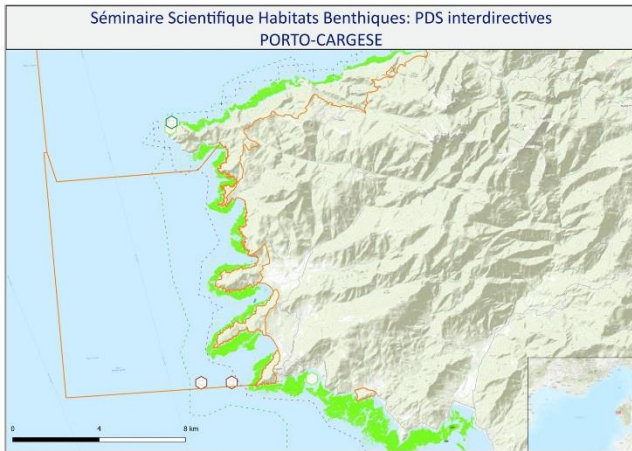 Séminaire Scientifique Habitats Benthiques: PDS interdirectives
PORTO-CARGESE
0 4 8 km